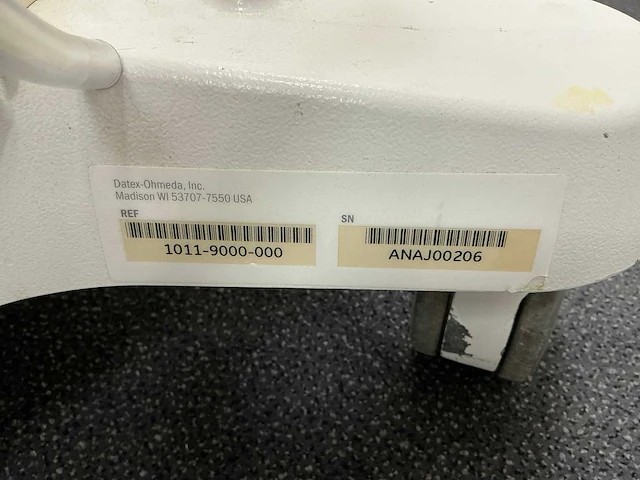 Datex-Ohmeda, Inc.
Madison WI 53707-7550 USA
REF
1011-9000-000
SN
ANAJ00206